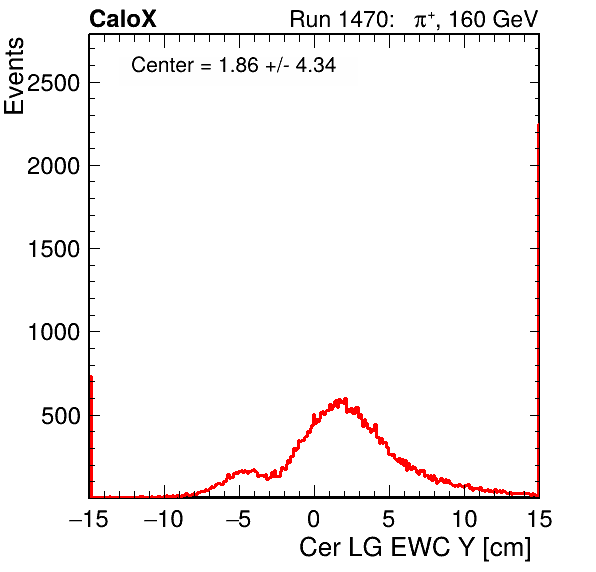 CaloX Run 1470: π⁺, 160 GeV
Center = 1.86 +/- 4.34
Events
2500
2000
1500
1000
500
−15 −10 −5 0 5 10 15
Cer LG EWC Y [cm]